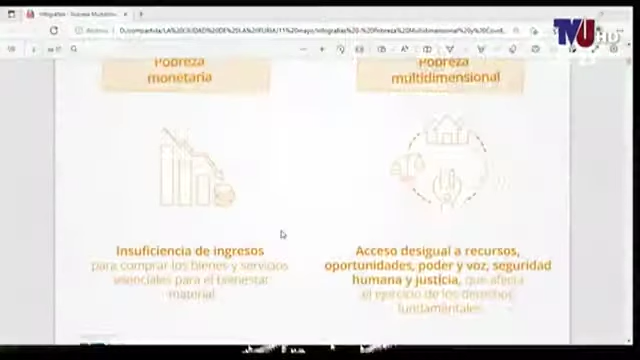 TVU HD
Pobreza
monetaria
Pobreza
multidimensional
Insuficiencia de ingresos
para comprar los bienes y servicios
esenciales para el bienestar
material.
Acceso desigual a recursos,
oportunidades, poder y voz, seguridad
humana y justicia, que afecta
el ejercicio de los derechos
fundamentales.